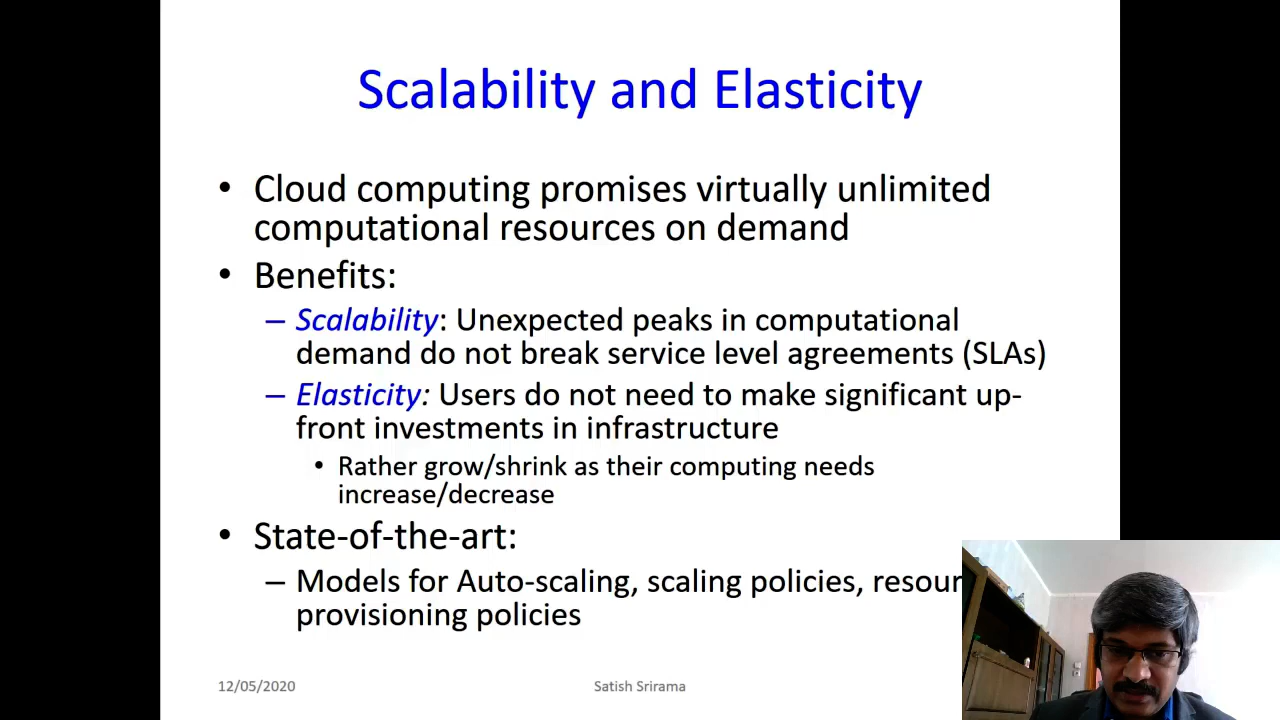 Scalability and Elasticity
• Cloud computing promises virtually unlimited
computational resources on demand
• Benefits:
– Scalability: Unexpected peaks in computational
demand do not break service level agreements (SLAs)
– Elasticity: Users do not need to make significant up-
front investments in infrastructure
• Rather grow/shrink as their computing needs
increase/decrease
• State-of-the-art:
– Models for Auto-scaling, scaling policies,
provisioning policies
12/05/2020
Satish Srirama